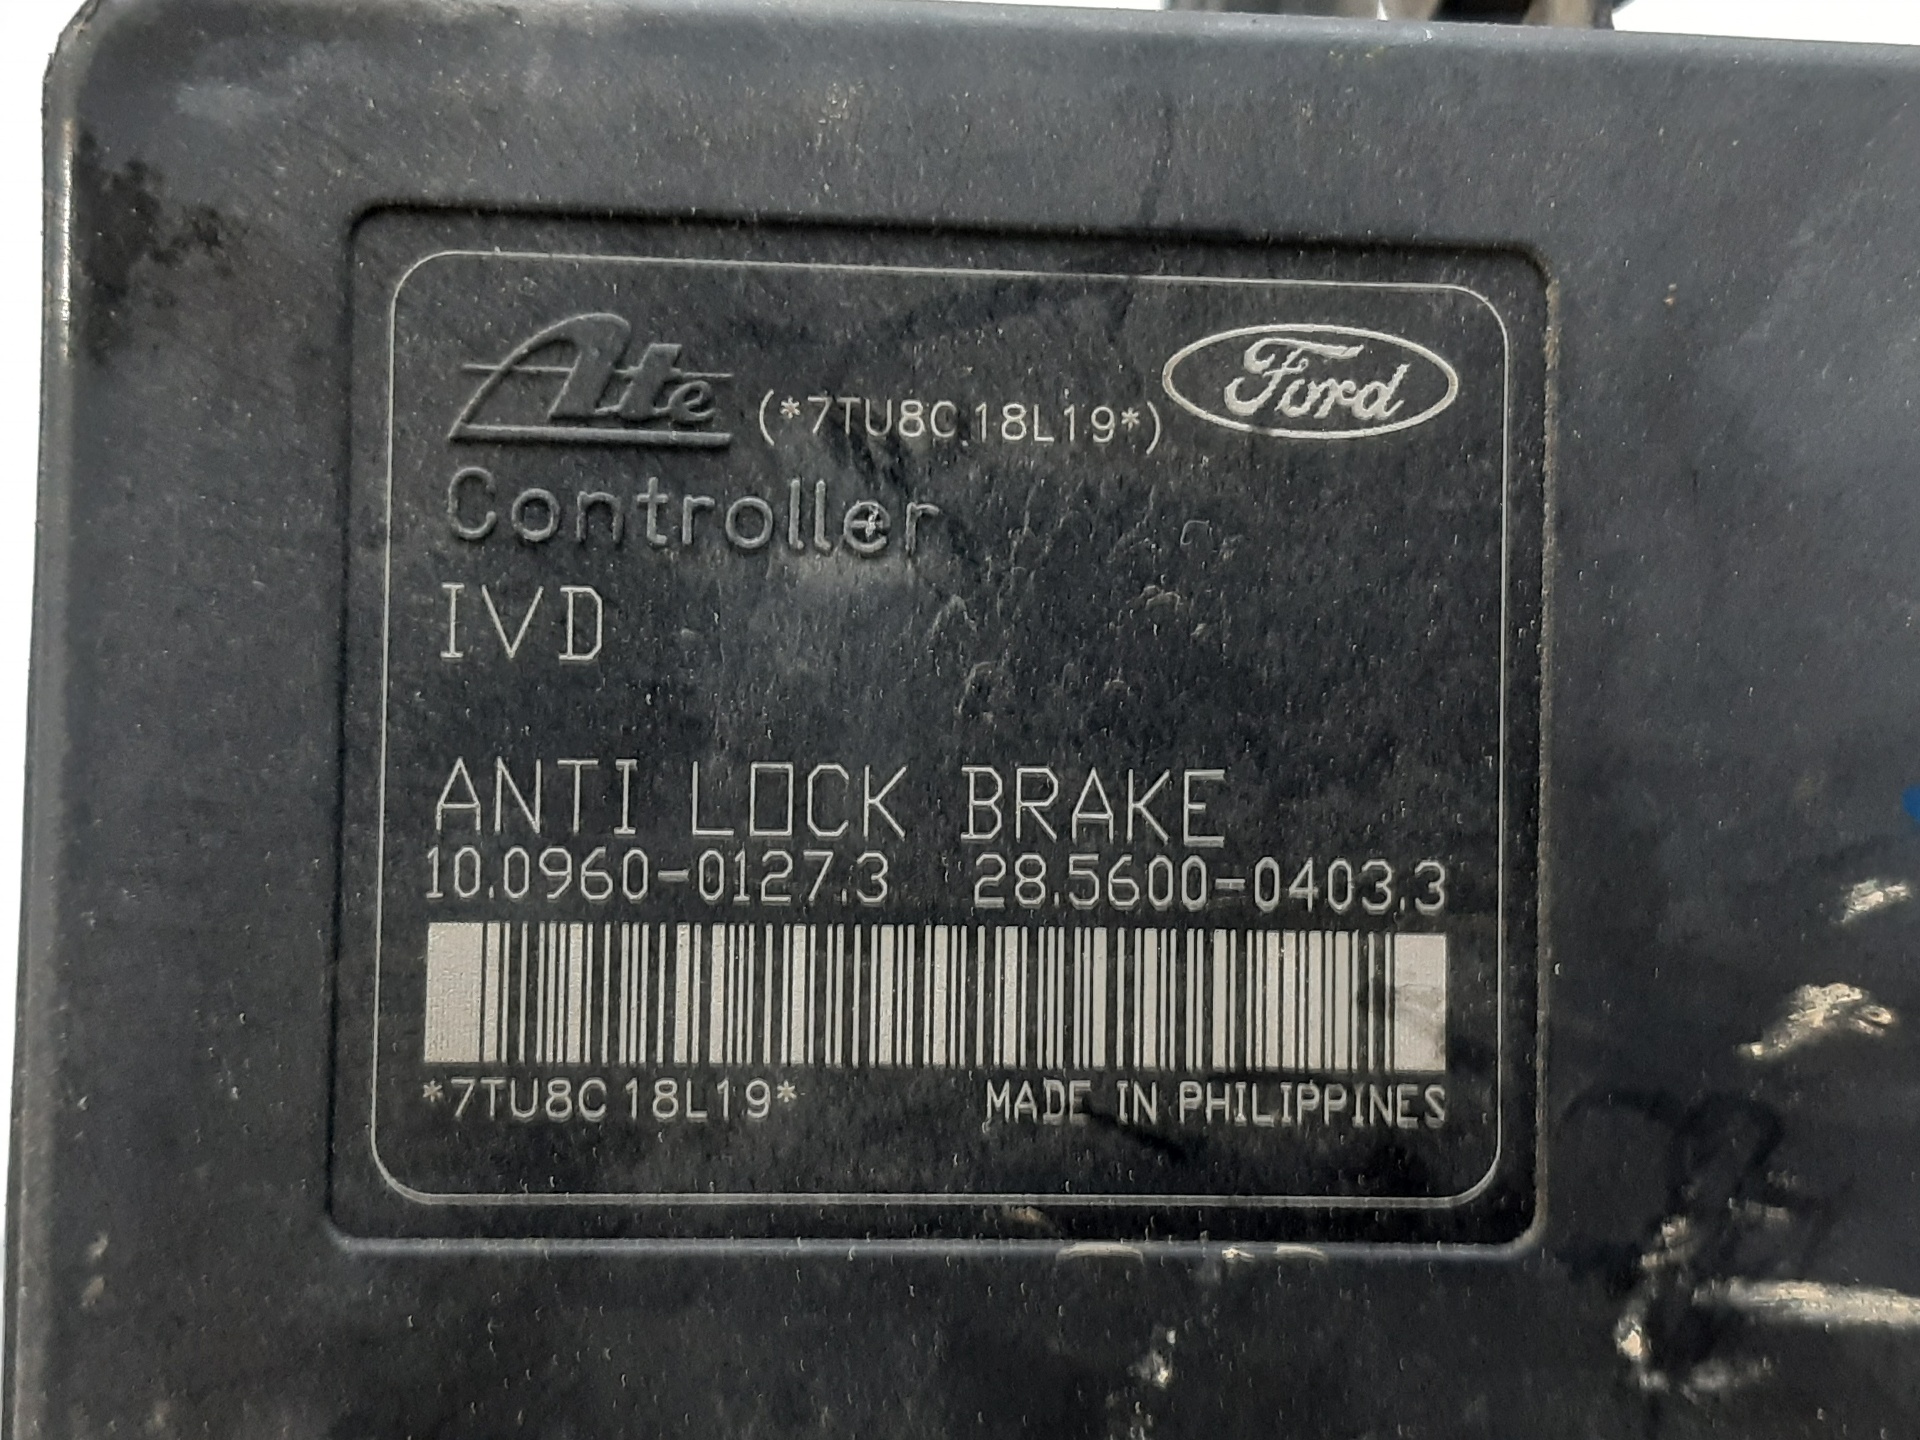 Ate (*7TU8C18L19*) Ford
Controller
IVD
ANTI LOCK BRAKE
10.0960-0127.3 28.5600-0403.3
*7TU8C18L19* MADE IN PHILIPPINES